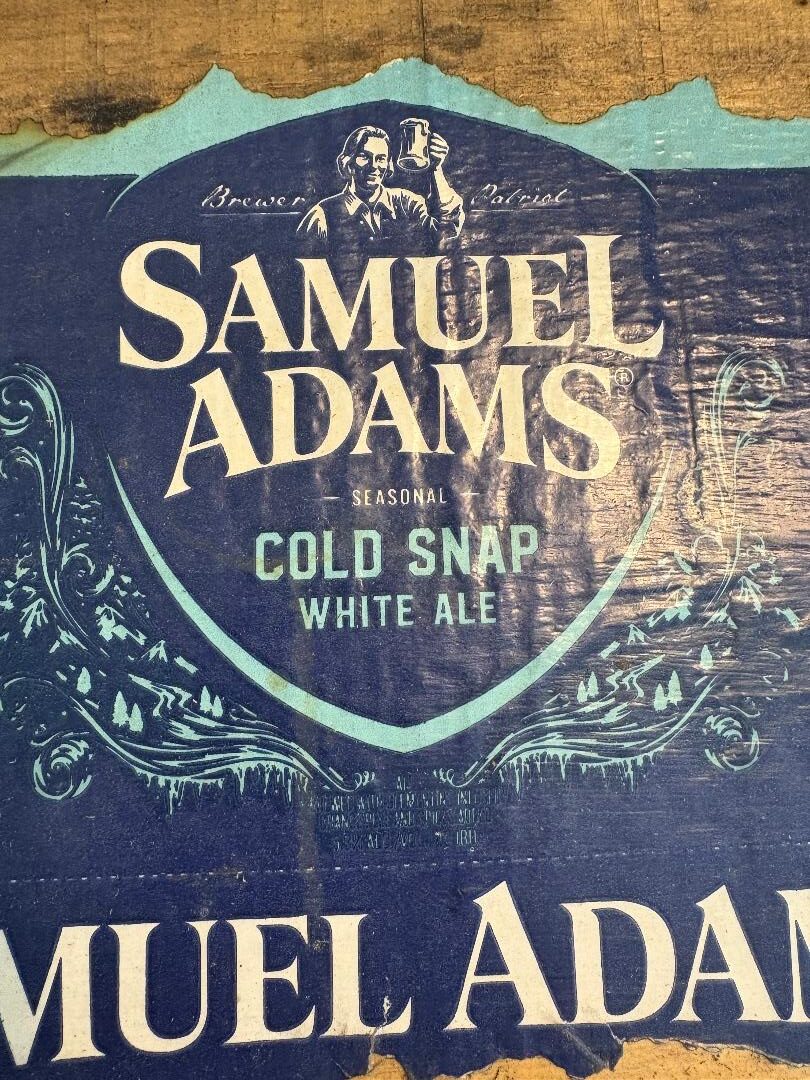 Brewer Patriot
SAMUEL
ADAMS®
— SEASONAL —
COLD SNAP
WHITE ALE
MUEL ADAM